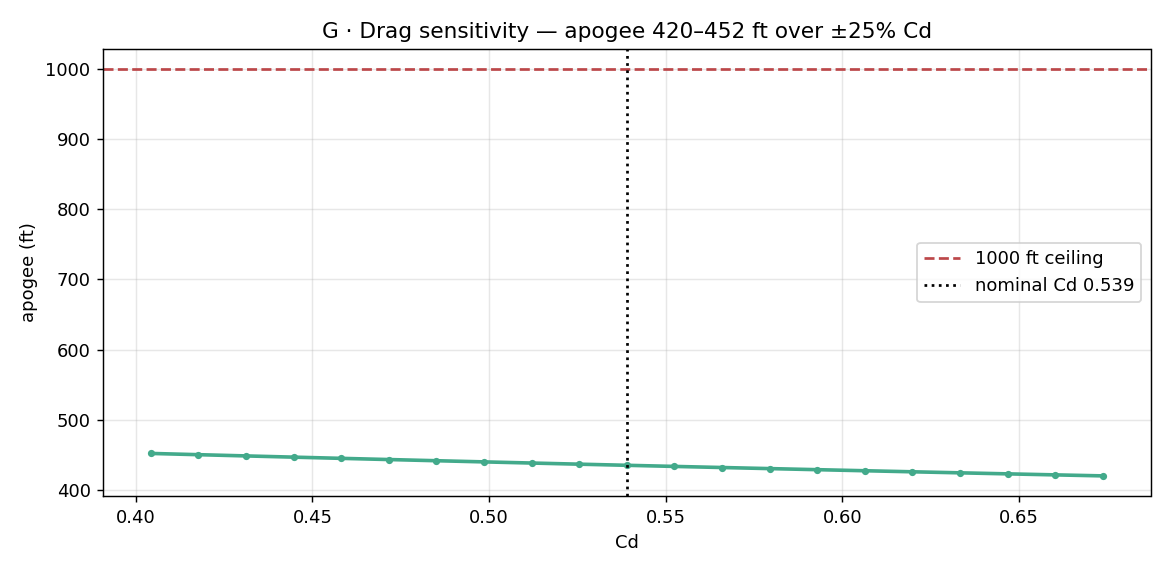 G · Drag sensitivity — apogee 420–452 ft over ±25% Cd
1000
900
800
700
600
500
400
apogee (ft)
1000 ft ceiling
nominal Cd 0.539
0.40
0.45
0.50
0.55
0.60
0.65
Cd